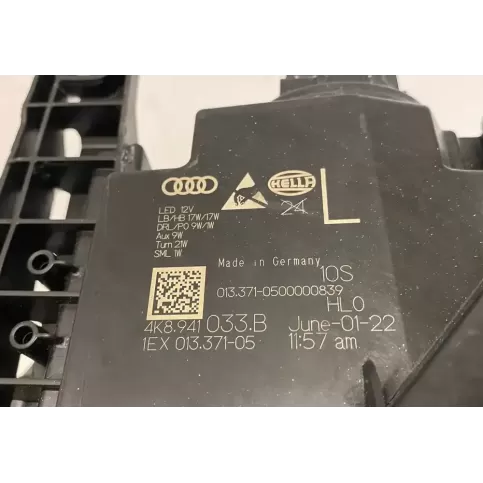 HELLA
24
L
LED 12V
LB/HB 17W/17W
DRL/PO 9W/1W
Aux 9W
Turn 21W
SML 1W
Made in Germany
10S
013.371-0500000839
HL0
4K8.941 033.B June-01-22
1EX 013.371-05 11:57 am